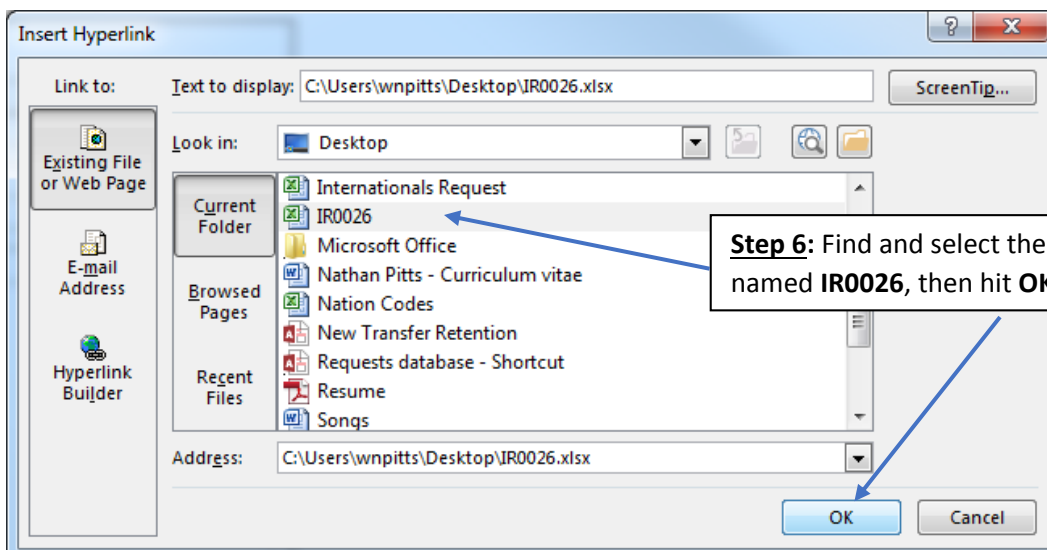 Insert Hyperlink
Link to:
Text to display: C:\Users\wnpitts\Desktop\IR0026.xlsx
ScreenTip...
Existing File
or Web Page
E-mail
Address
Hyperlink
Builder
Look in: Desktop
Current
Folder
Browsed
Pages
Recent
Files
Internationals Request
IR0026
Microsoft Office
Nathan Pitts - Curriculum vitae
Nation Codes
New Transfer Retention
Requests database - Shortcut
Resume
Songs
Step 6: Find and select the
named IR0026, then hit OK
Address: C:\Users\wnpitts\Desktop\IR0026.xlsx
OK
Cancel